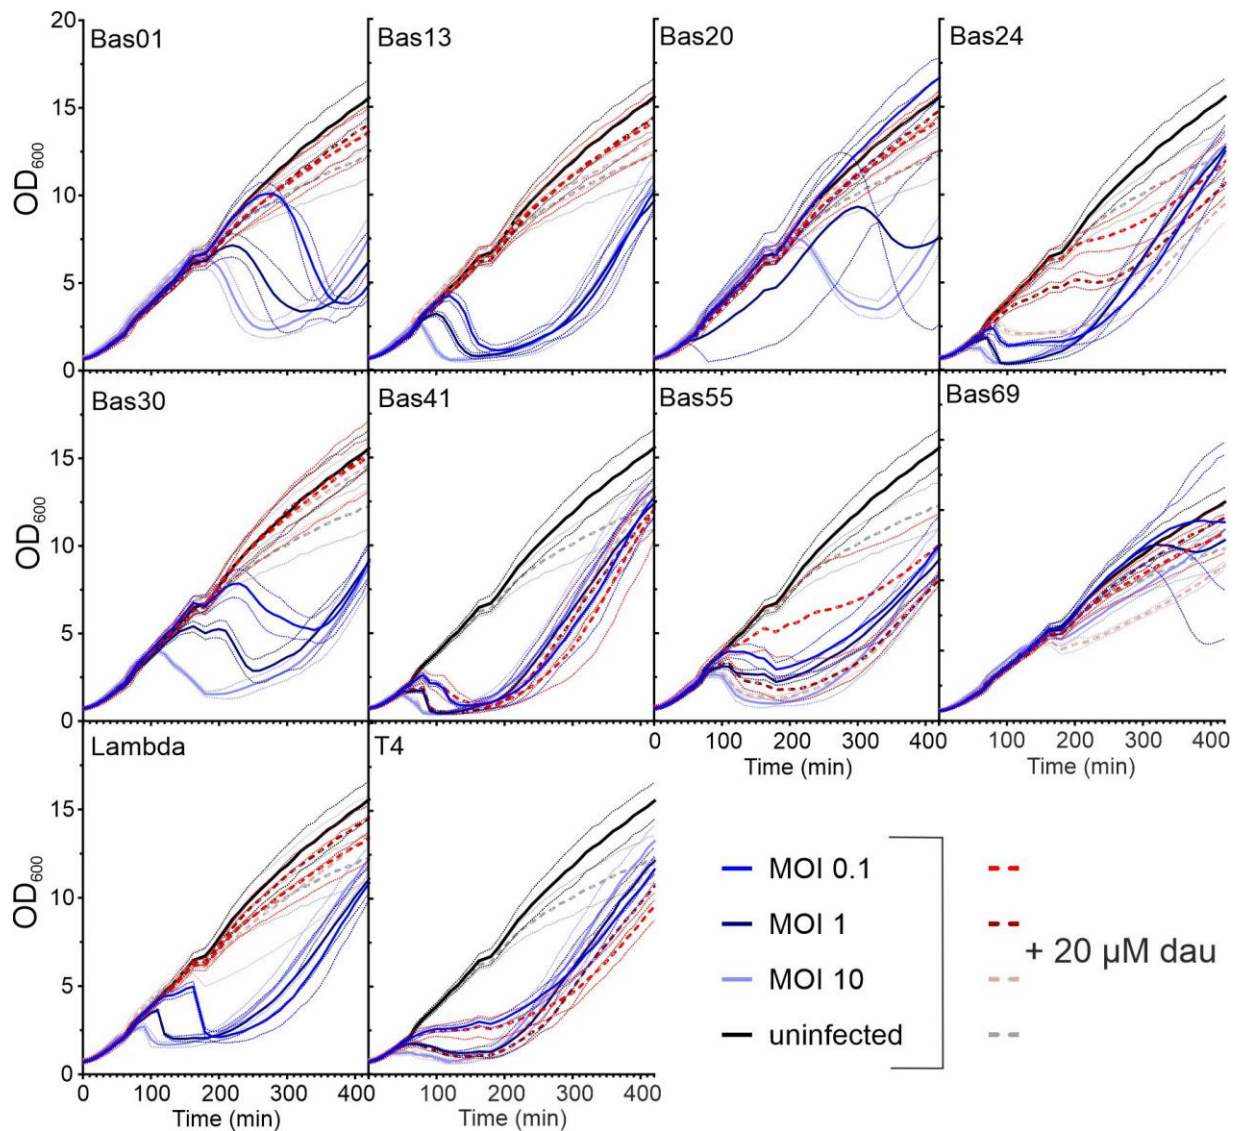 Bas01 Bas13 Bas20 Bas24
20
15
10
5
0
OD600
Bas30 Bas41 Bas55 Bas69
15
10
5
0
OD600
0 100 200 300 400 0 100 200 300 400
Time (min) Time (min)
Lambda T4
15
10
5
0
OD600
0 100 200 300 400 0 100 200 300 400
Time (min) Time (min)
MOI 0.1
MOI 1
MOI 10
uninfected
+ 20 µM dau